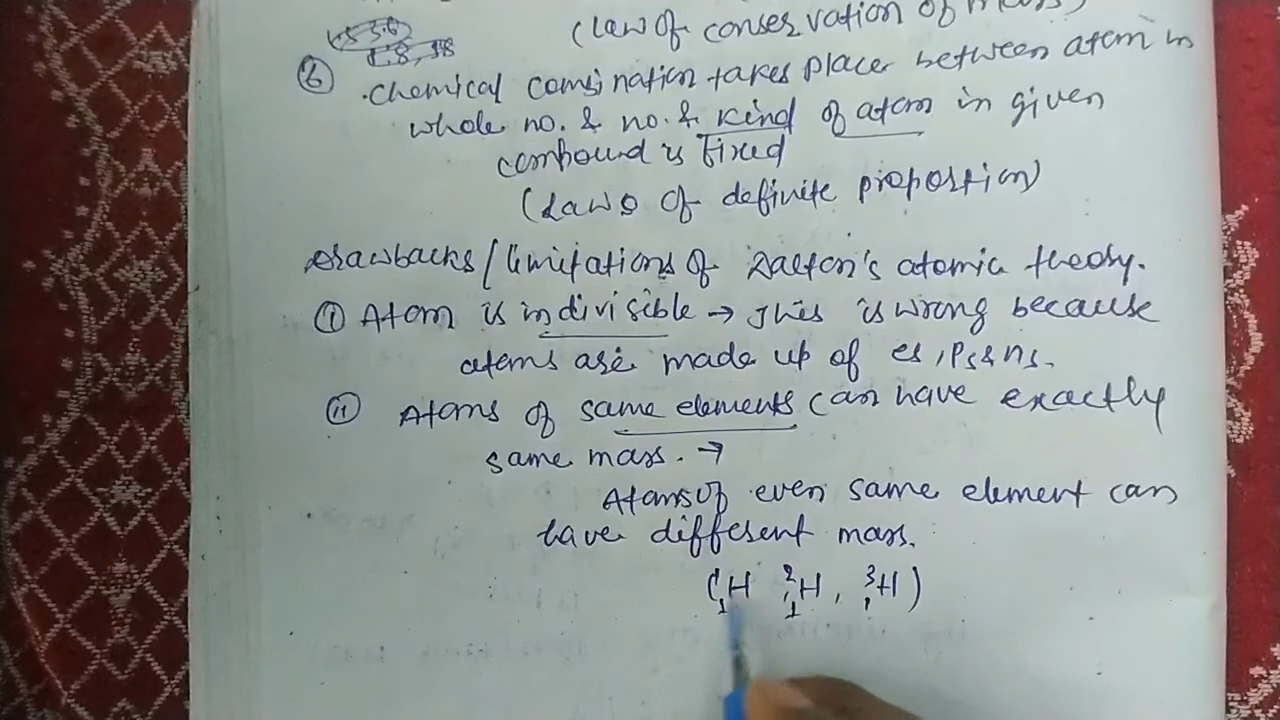 (Law of conservation of mass)
⑥ .chemical combination takes place between atom in
whole no. & no. & kind of atom in given
compound is fixed
(Laws of definite proportion)
Drawbacks / limitations of Dalton's atomic theory.
ⓘ Atom is indivisible → This is wrong because
atoms are made up of es, Ps & ns.
(ii) Atoms of same elements can have exactly
same mass. →
Atoms of even same element can
have different mass.
(¹₁H ²₁H, ³₁H)